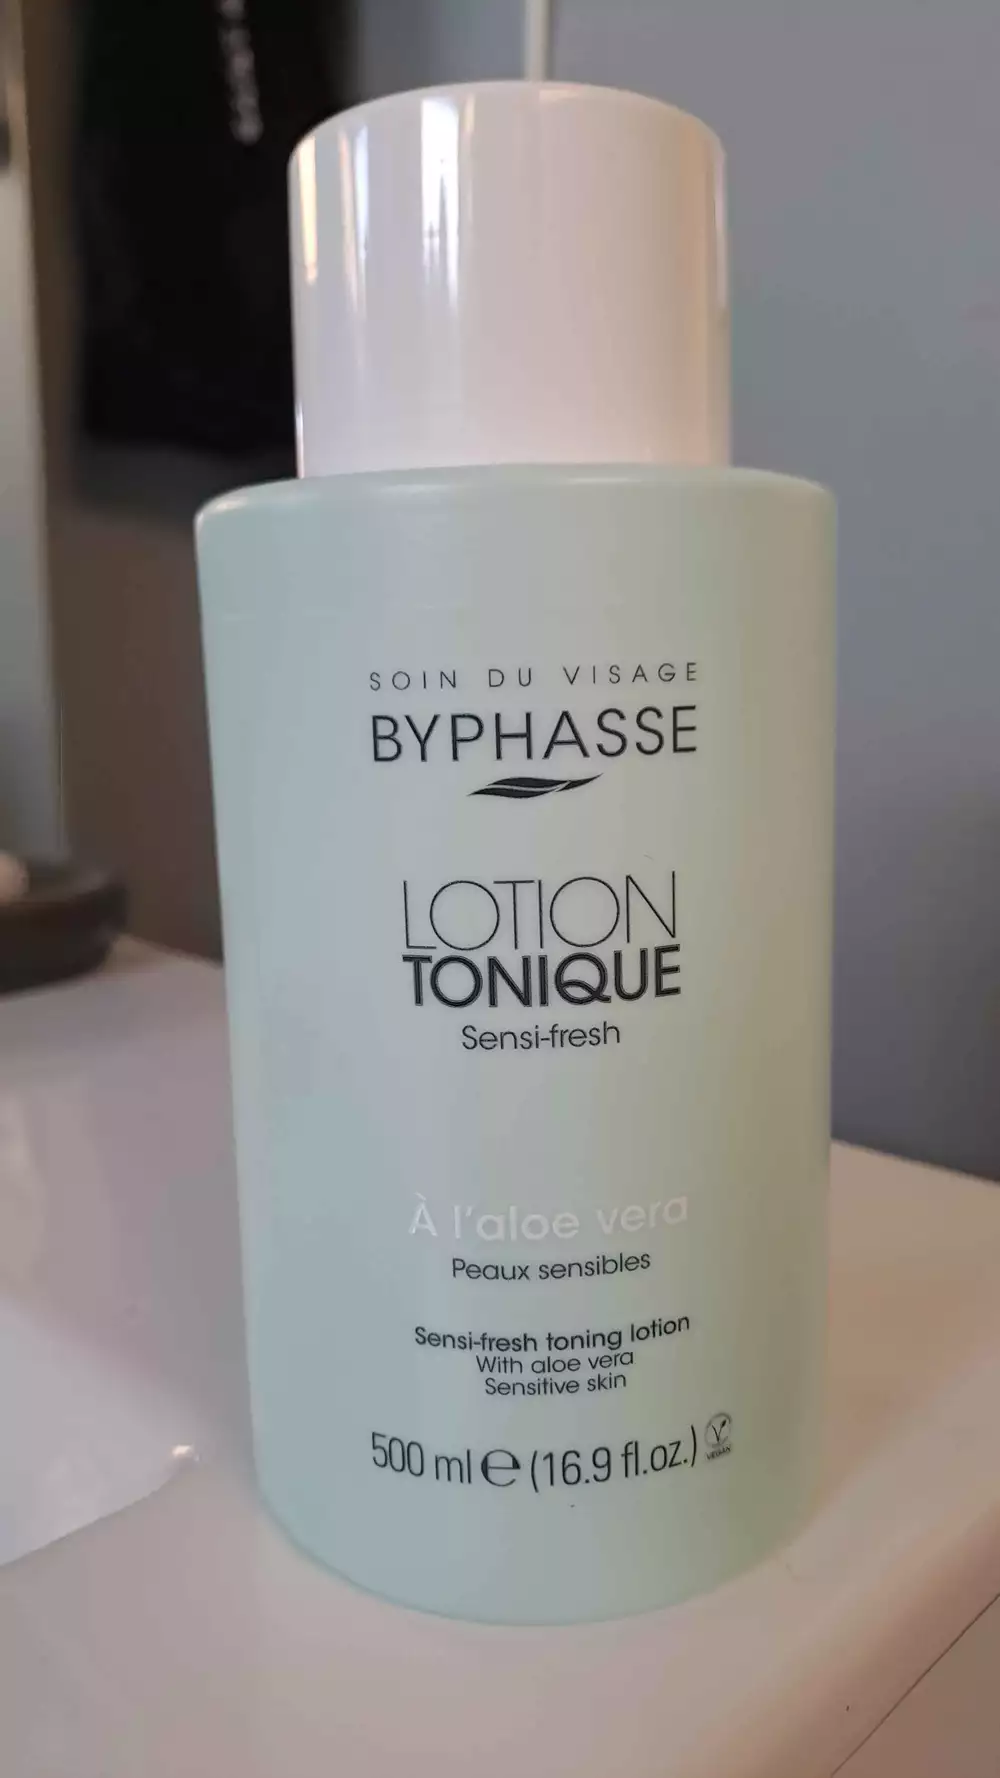 SOIN DU VISAGE
BYPHASSE
LOTION
TONIQUE
Sensi-fresh
À l'aloe vera
Peaux sensibles
Sensi-fresh toning lotion
With aloe vera
Sensitive skin
500 ml ℮ (16.9 fl.oz.)
VEGAN